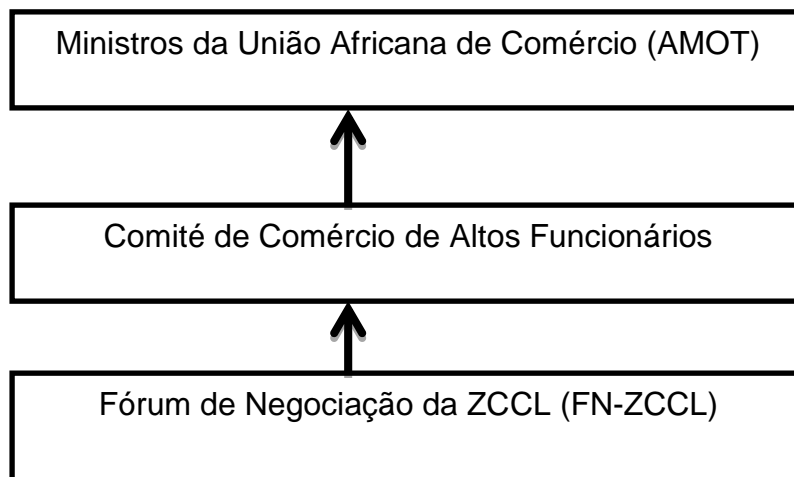 Ministros da União Africana de Comércio (AMOT)
Comité de Comércio de Altos Funcionários
Fórum de Negociação da ZCCL (FN-ZCCL)